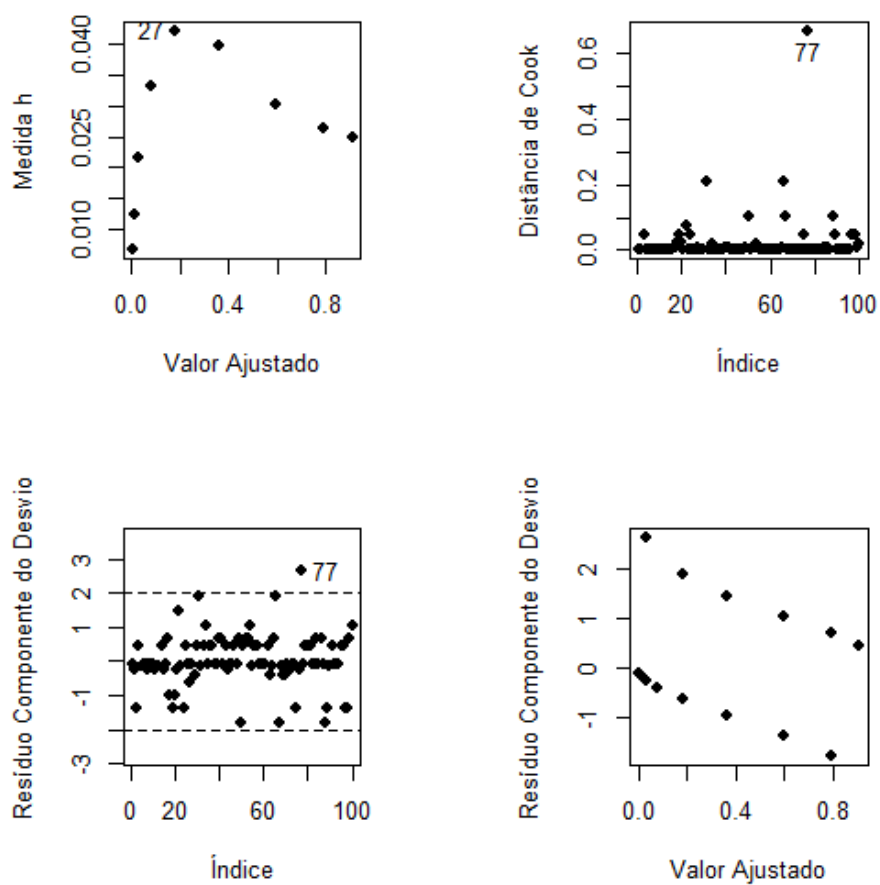 Medida h
0.010 0.025 0.040
27
0.0 0.4 0.8
Valor Ajustado
Distância de Cook
0.0 0.2 0.4 0.6
77
0 20 60 100
Índice
Resíduo Componente do Desvio
-3 -1 1 2 3
77
0 20 60 100
Índice
Resíduo Componente do Desvio
-1 0 1 2
0.0 0.4 0.8
Valor Ajustado